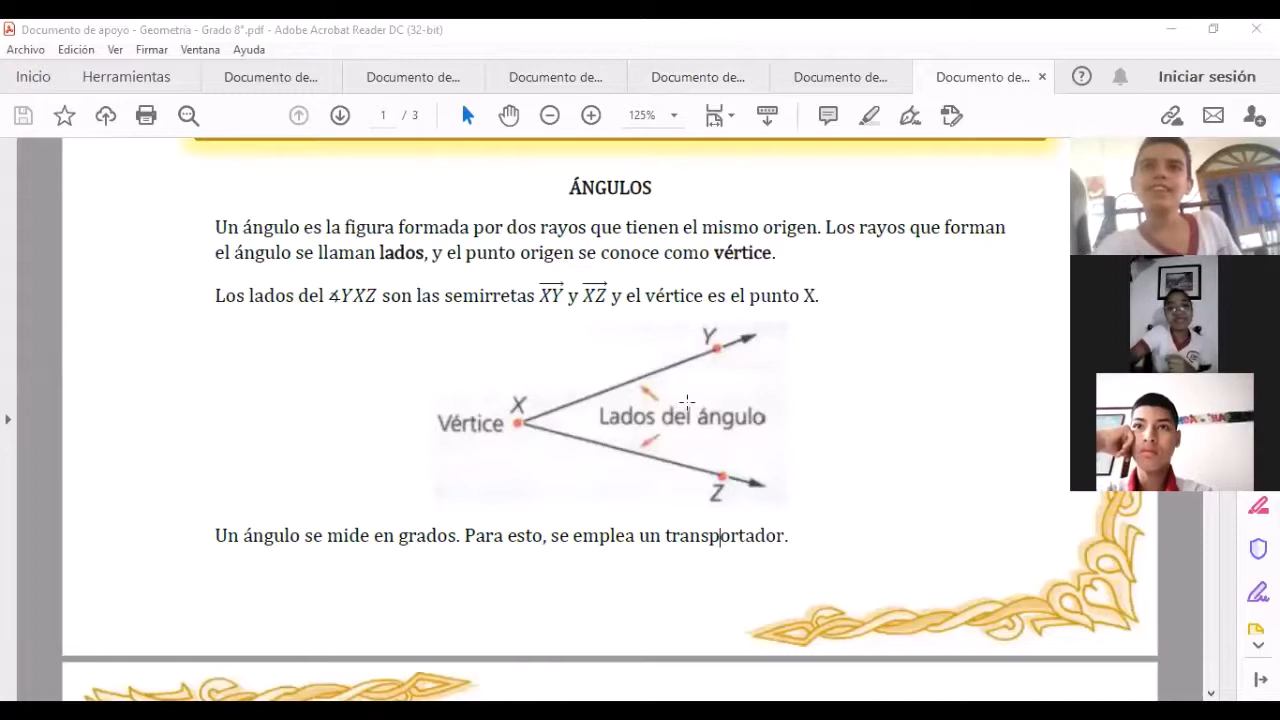 Documento de apoyo - Geometría - Grado 8°.pdf - Adobe Acrobat Reader DC (32-bit)
Archivo Edición Ver Firmar Ventana Ayuda
Inicio Herramientas Documento de... Documento de... Documento de... Documento de... Documento de... Documento de... Iniciar sesión
1 / 3 125%
ÁNGULOS
Un ángulo es la figura formada por dos rayos que tienen el mismo origen. Los rayos que forman
el ángulo se llaman lados, y el punto origen se conoce como vértice.
Los lados del ∡YXZ son las semirretas XY y XZ y el vértice es el punto X.
Y
X
Vértice
Lados del ángulo
Z
Un ángulo se mide en grados. Para esto, se emplea un transportador.